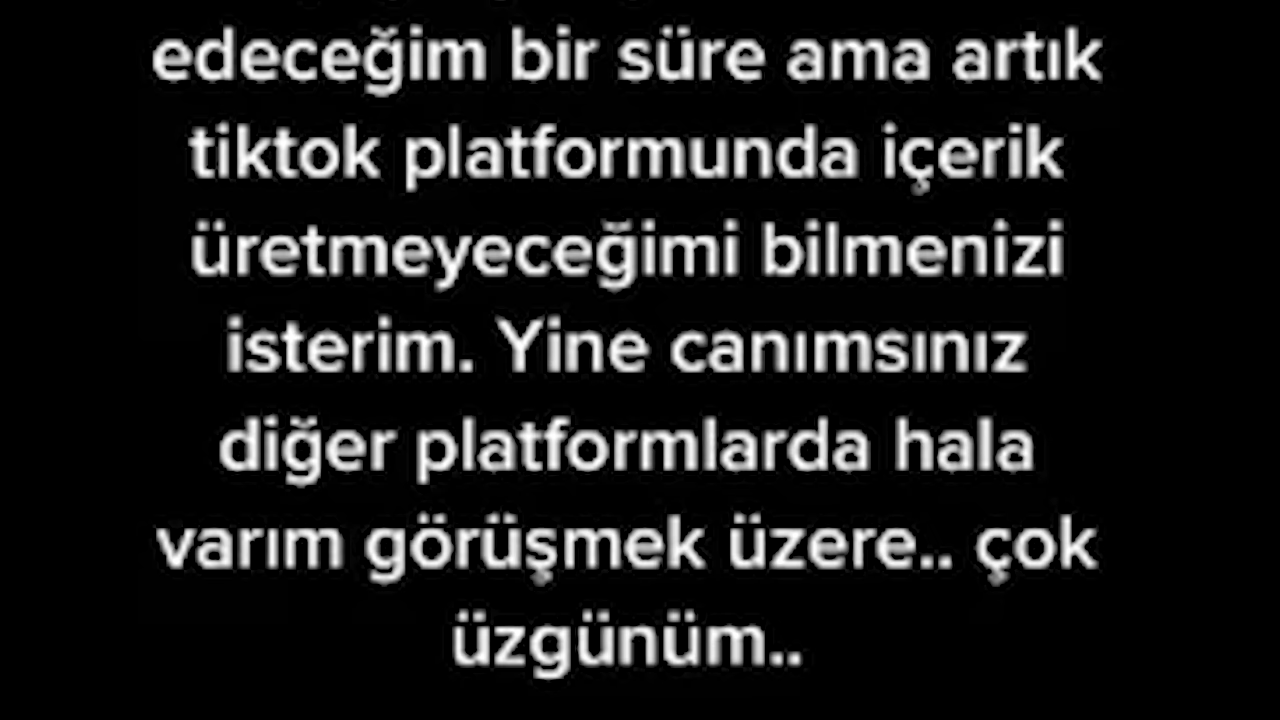 edeceğim bir süre ama artık
tiktok platformunda içerik
üretmeyeceğimi bilmenizi
isterim. Yine canımsınız
diğer platformlarda hala
varım görüşmek üzere.. çok
üzgünüm..